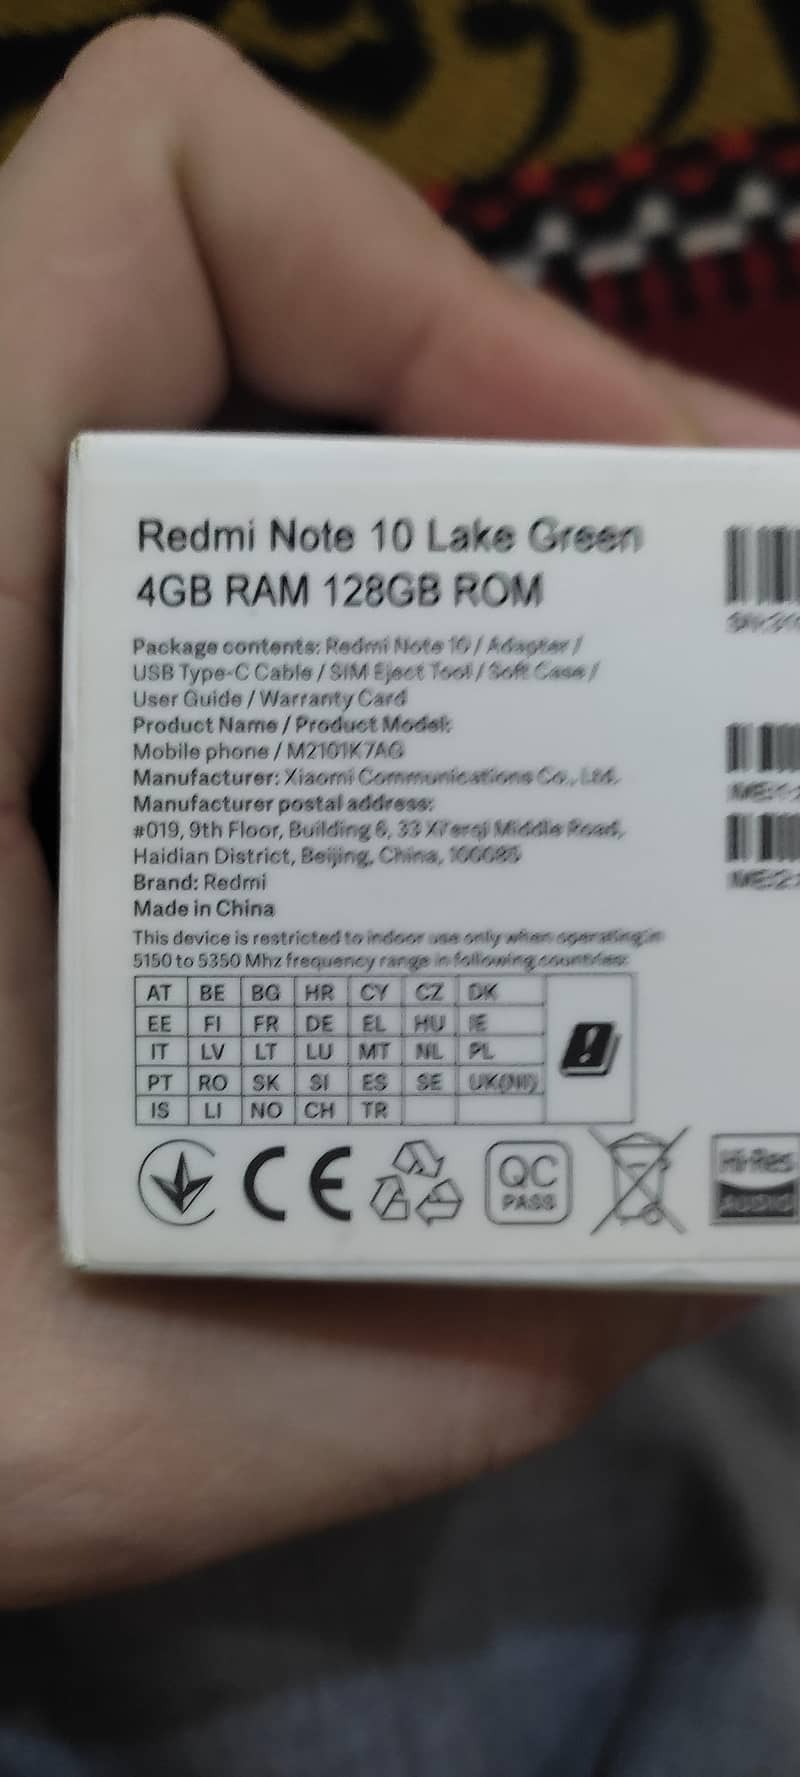 Redmi Note 10 Lake Green
4GB RAM 128GB ROM
Package contents: Redmi Note 10 / Adapter /
USB Type-C Cable / SIM Eject Tool / Soft Case /
User Guide / Warranty Card
Product Name / Product Model:
Mobile phone / M2101K7AG
Manufacturer: Xiaomi Communications Co., Ltd.
Manufacturer postal address:
#019, 9th Floor, Building 6, 33 Xi'erqi Middle Road,
Haidian District, Beijing, China, 100085
Brand: Redmi
Made in China
This device is restricted to indoor use only when operating in
5150 to 5350 Mhz frequency range in following countries:
AT BE BG HR CY CZ DK
EE FI FR DE EL HU IE
IT LV LT LU MT NL PL
PT RO SK SI ES SE UK(NI)
IS LI NO CH TR
CE
QC
PASS
Hi-Res
AUDIO